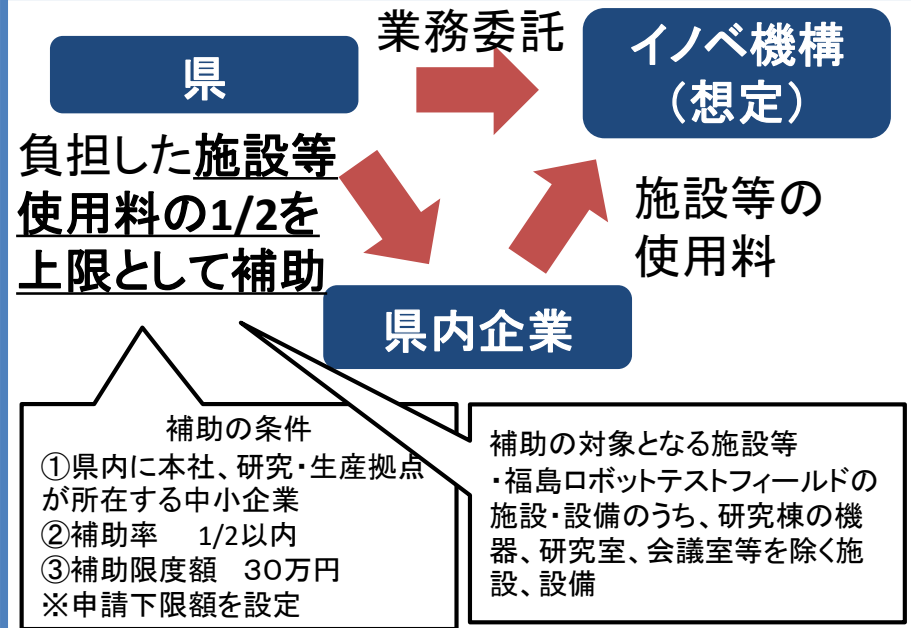 業務委託
県
イノベ機構
(想定)
負担した施設等
使用料の1/2を
上限として補助
施設等の
使用料
県内企業
補助の条件
①県内に本社、研究・生産拠点
が所在する中小企業
②補助率　1/2以内
③補助限度額　３０万円
※申請下限額を設定
補助の対象となる施設等
・福島ロボットテストフィールドの
施設・設備のうち、研究棟の機
器、研究室、会議室等を除く施
設、設備